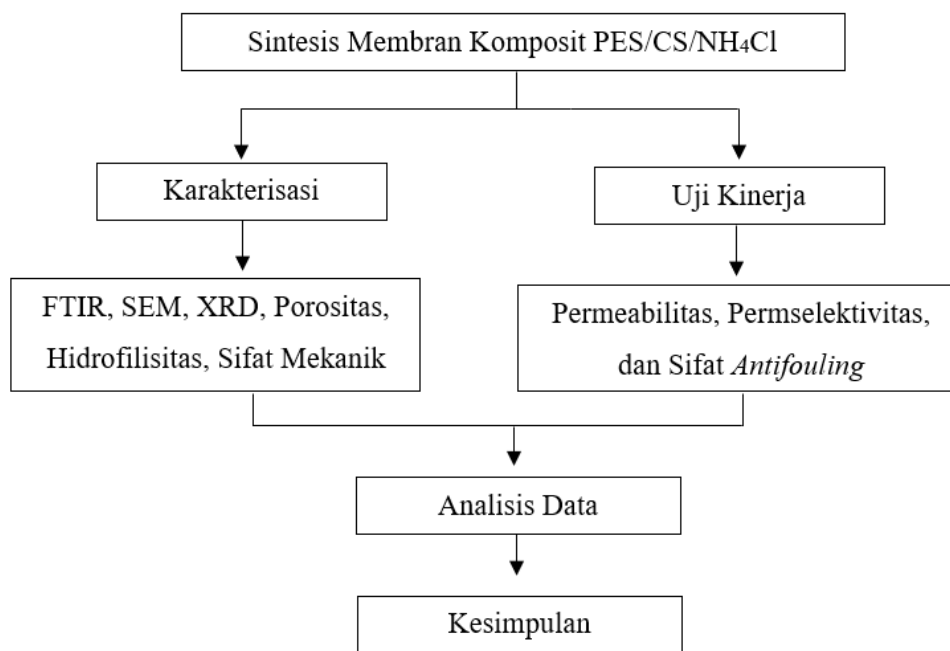 Sintesis Membran Komposit PES/CS/NH₄Cl
Karakterisasi
Uji Kinerja
FTIR, SEM, XRD, Porositas,
Hidrofilisitas, Sifat Mekanik
Permeabilitas, Permselektivitas,
dan Sifat Antifouling
Analisis Data
Kesimpulan